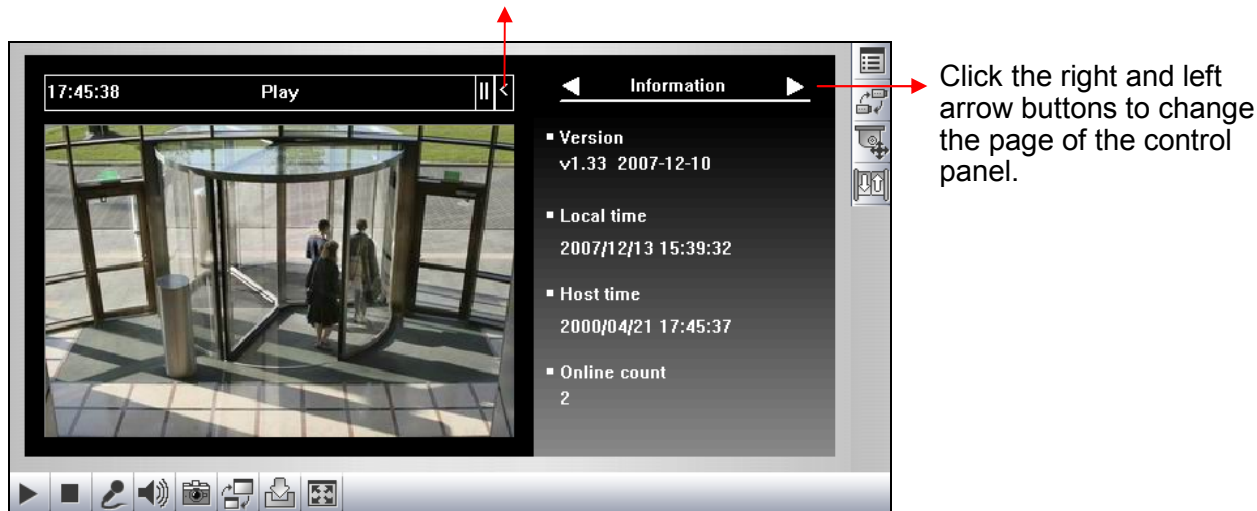 17:45:38 Play || <
Information
Version
v1.33 2007-12-10
Local time
2007/12/13 15:39:32
Host time
2000/04/21 17:45:37
Online count
2
Click the right and left
arrow buttons to change
the page of the control
panel.